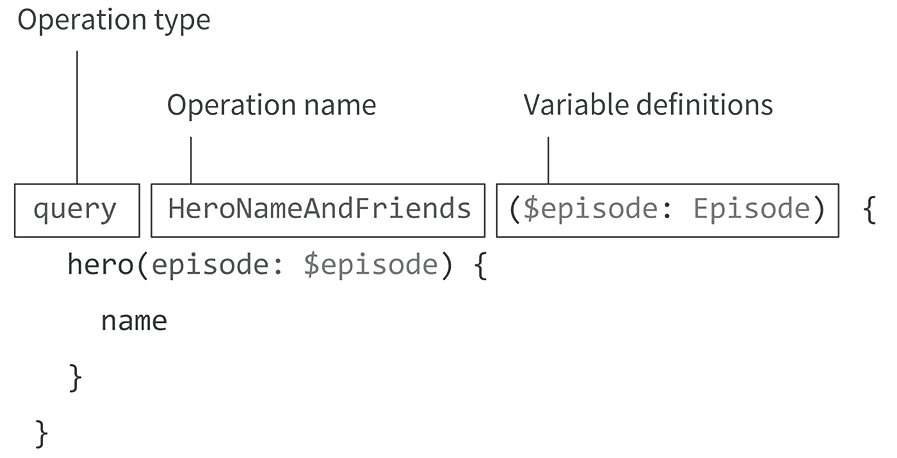 Operation type
Operation name Variable definitions
query HeroNameAndFriends ($episode: Episode) {
hero(episode: $episode) {
name
}
}